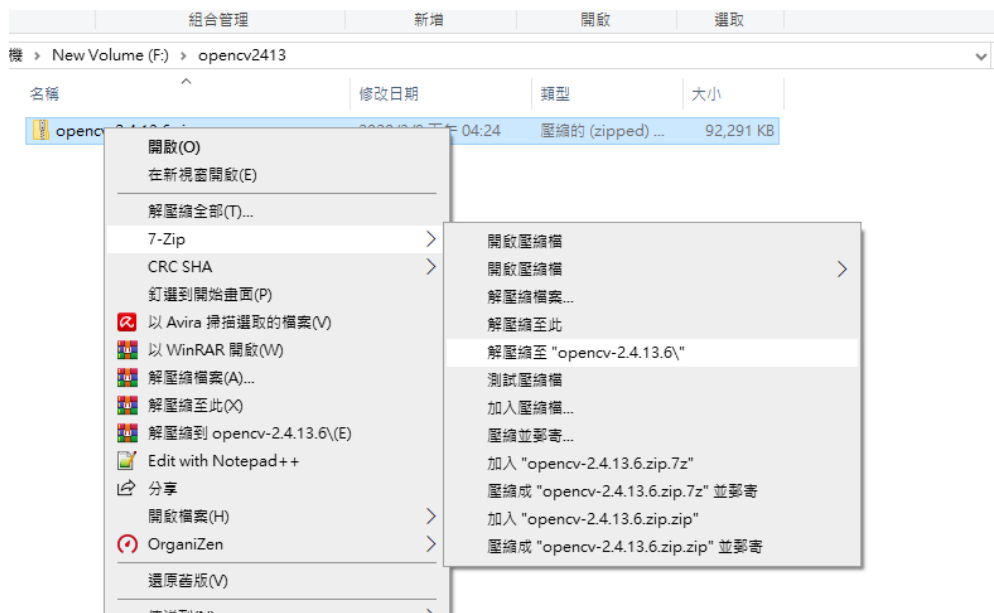 組合管理 新增 開啟 選取
機 › New Volume (F:) › opencv2413
名稱 修改日期 類型 大小
下午 04:24 壓縮的 (zipped) ... 92,291 KB
開啟(O)
在新視窗開啟(E)
解壓縮全部(T)...
7-Zip
CRC SHA
釘選到開始畫面(P)
以 Avira 掃描選取的檔案(V)
以 WinRAR 開啟(W)
解壓縮檔案(A)...
解壓縮至此(X)
解壓縮到 opencv-2.4.13.6\(E)
Edit with Notepad++
分享
開啟檔案(H)
OrganiZen
還原舊版(V)
開啟壓縮檔
開啟壓縮檔
解壓縮檔案...
解壓縮至此
解壓縮至 "opencv-2.4.13.6\"
測試壓縮檔
加入壓縮檔...
壓縮並郵寄...
加入 "opencv-2.4.13.6.zip.7z"
壓縮成 "opencv-2.4.13.6.zip.7z" 並郵寄
加入 "opencv-2.4.13.6.zip.zip"
壓縮成 "opencv-2.4.13.6.zip.zip" 並郵寄